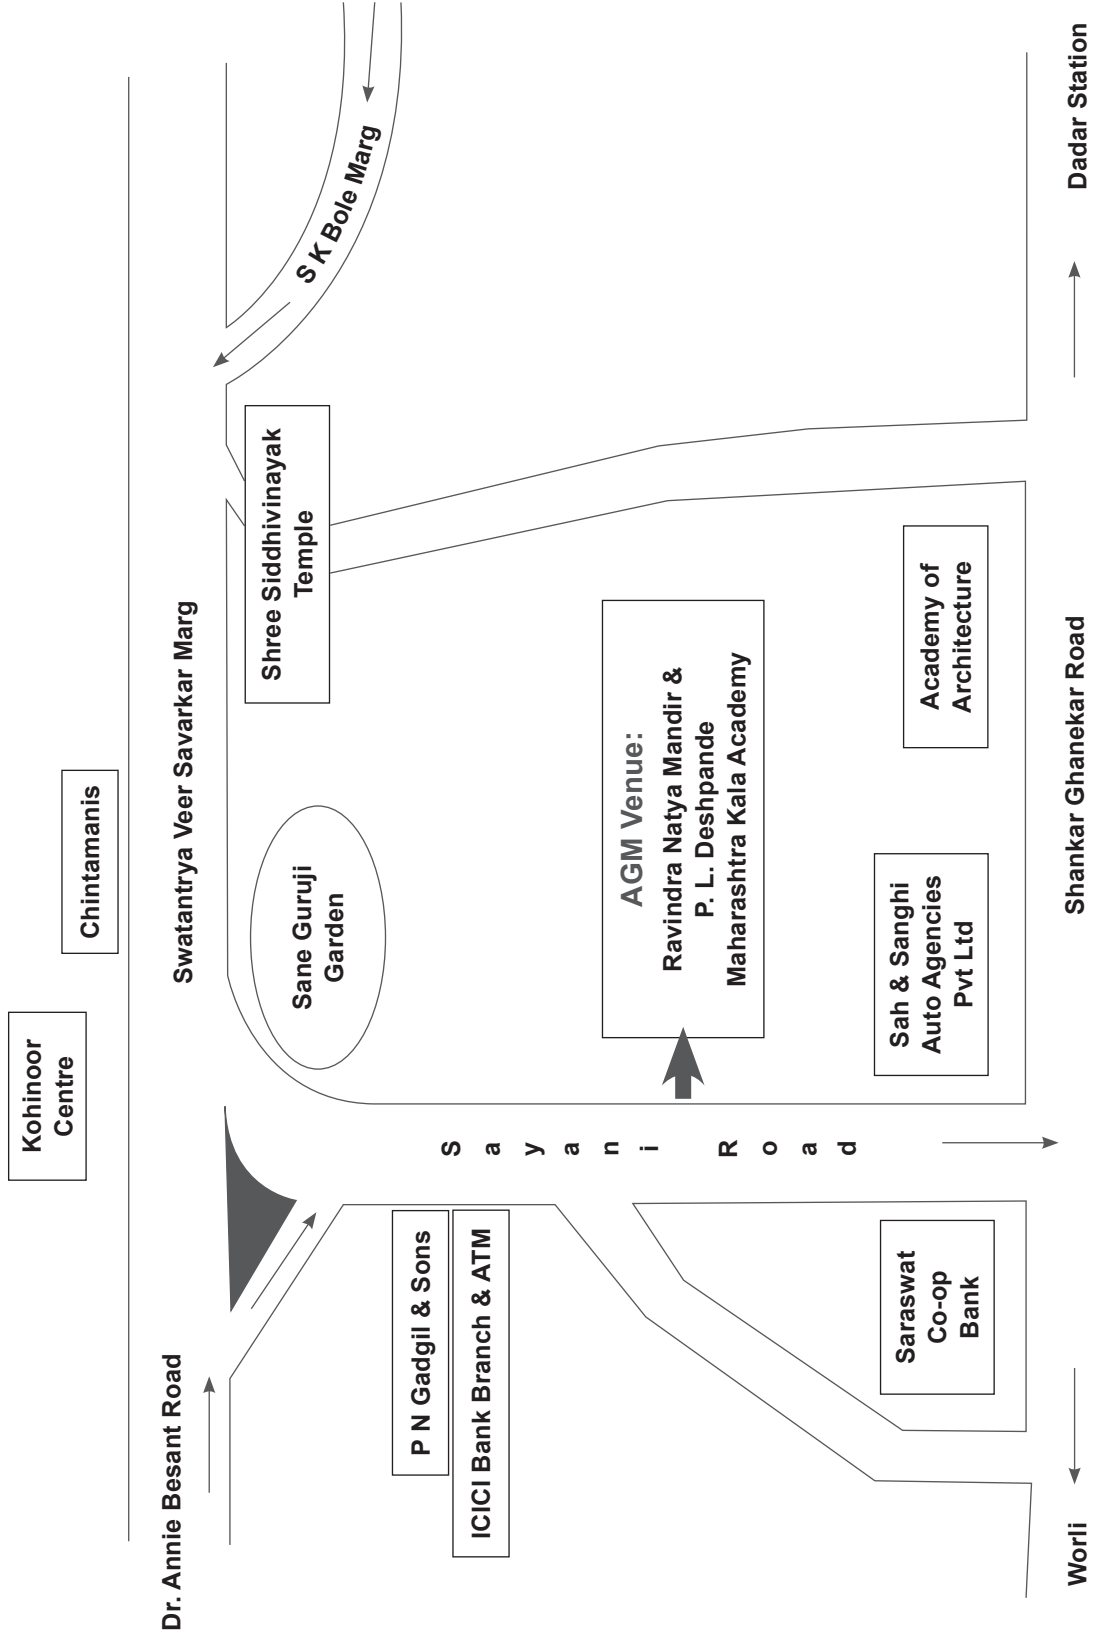 Kohinoor
Centre
Chintamanis
Dr. Annie Besant Road
Swatantrya Veer Savarkar Marg
S K Bole Marg
Shree Siddhivinayak
Temple
Sane Guruji
Garden
P N Gadgil & Sons
ICICI Bank Branch & ATM
Sayani Road
AGM Venue:
Ravindra Natya Mandir &
P. L. Deshpande
Maharashtra Kala Academy
Saraswat
Co-op
Bank
Sah & Sanghi
Auto Agencies
Pvt Ltd
Academy of
Architecture
Worli
Shankar Ghanekar Road
Dadar Station